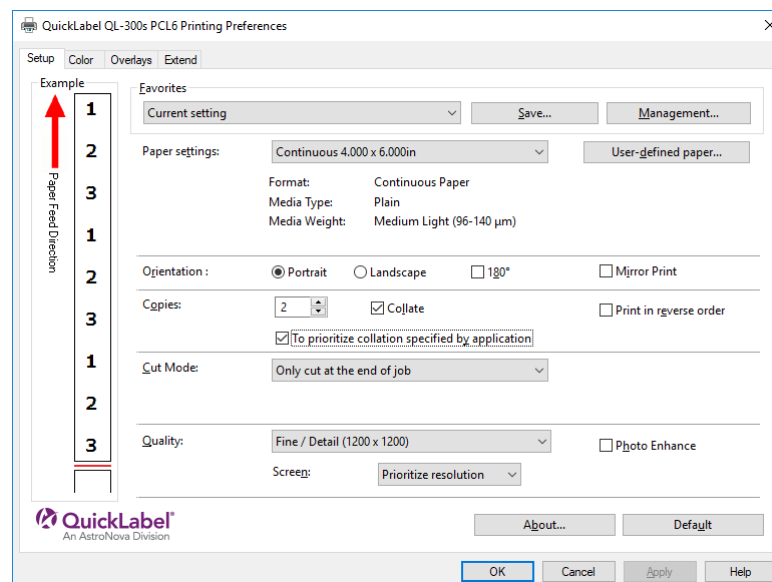 QuickLabel QL-300s PCL6 Printing Preferences
Setup Color Overlays Extend
Example
Favorites
Current setting Save... Management...
Paper settings: Continuous 4.000 x 6.000in User-defined paper...
Format: Continuous Paper
Media Type: Plain
Media Weight: Medium Light (96-140 µm)
Paper Feed Direction
1
2
3
1
2
3
1
2
3
Orientation : Portrait Landscape 180° Mirror Print
Copies: 2 Collate Print in reverse order
To prioritize collation specified by application
Cut Mode: Only cut at the end of job
Quality: Fine / Detail (1200 x 1200) Photo Enhance
Screen: Prioritize resolution
QuickLabel®
An AstroNova Division
About... Default
OK Cancel Apply Help